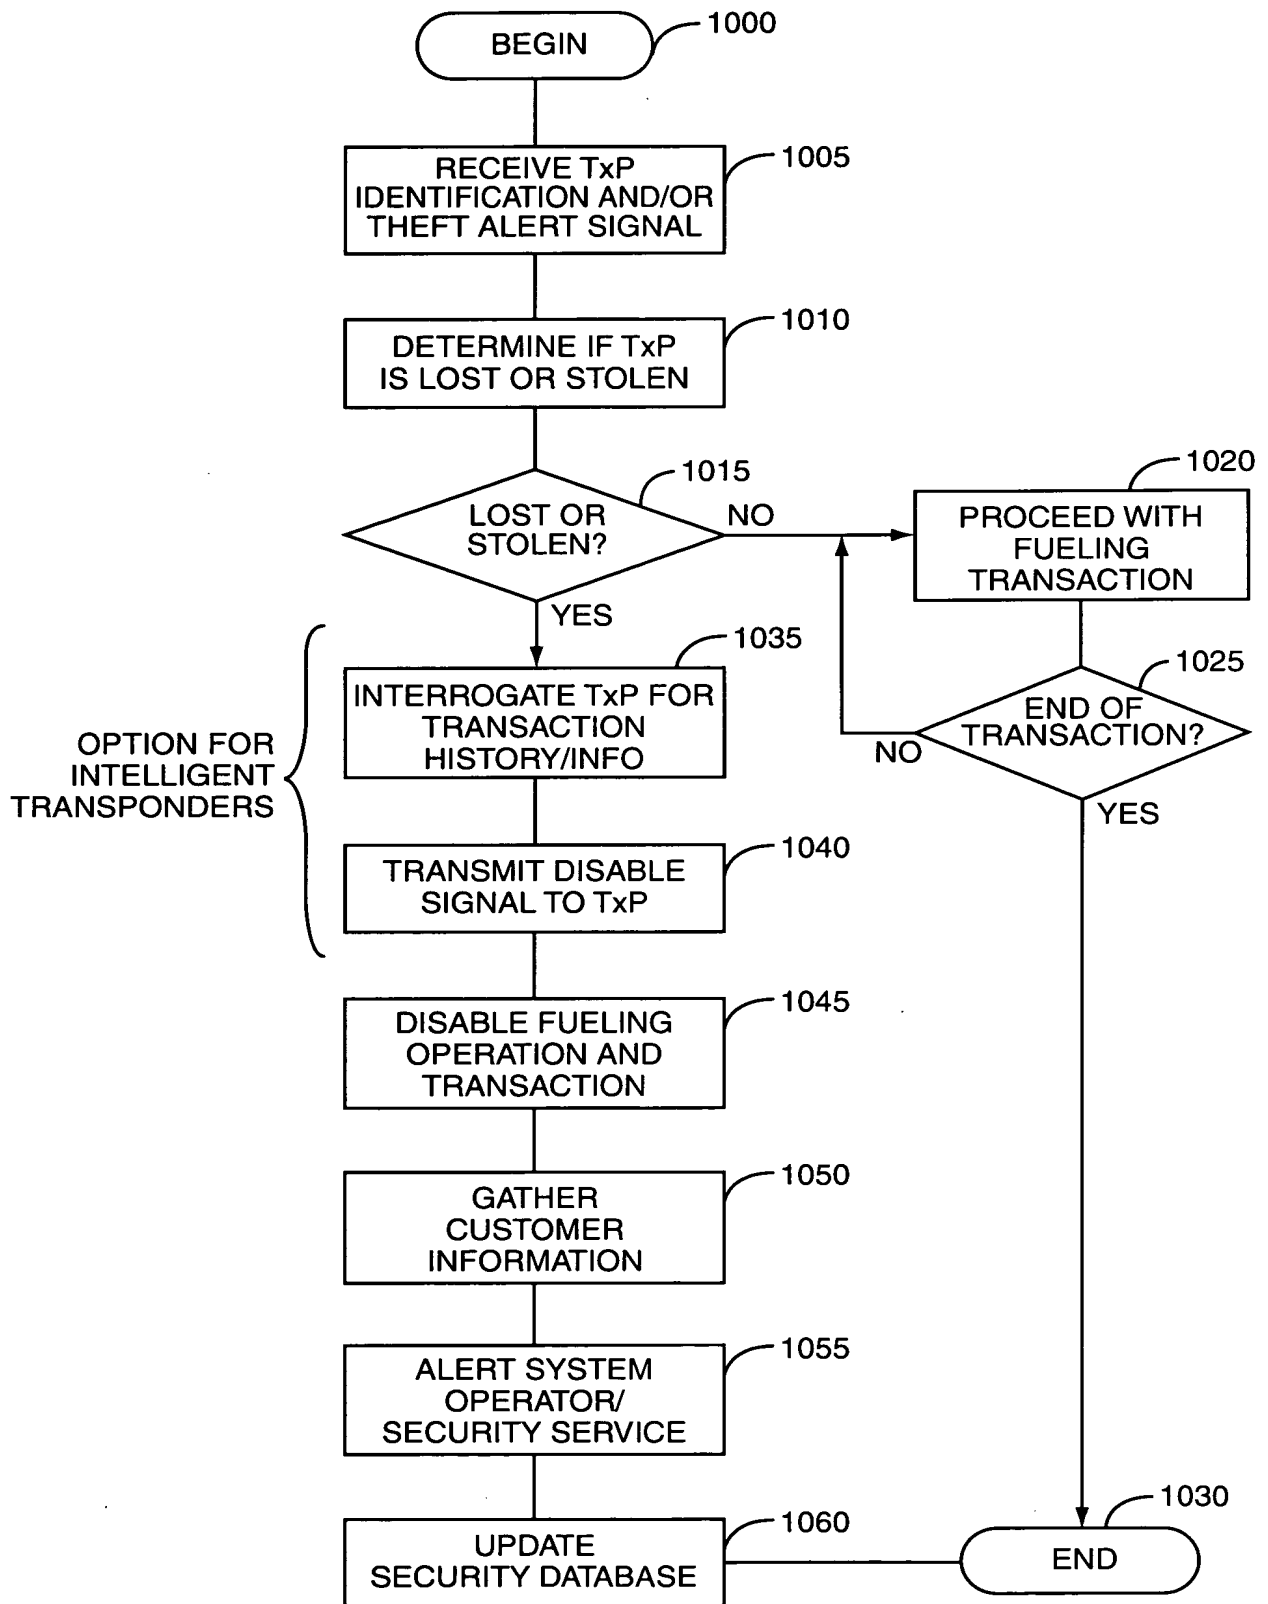 BEGIN
1000
RECEIVE TxP
IDENTIFICATION AND/OR
THEFT ALERT SIGNAL
1005
DETERMINE IF TxP
IS LOST OR STOLEN
1010
LOST OR
STOLEN?
1015
NO
YES
PROCEED WITH
FUELING
TRANSACTION
1020
END OF
TRANSACTION?
1025
NO
YES
OPTION FOR
INTELLIGENT
TRANSPONDERS
INTERROGATE TxP FOR
TRANSACTION
HISTORY/INFO
1035
TRANSMIT DISABLE
SIGNAL TO TxP
1040
DISABLE FUELING
OPERATION AND
TRANSACTION
1045
GATHER
CUSTOMER
INFORMATION
1050
ALERT SYSTEM
OPERATOR/
SECURITY SERVICE
1055
UPDATE
SECURITY DATABASE
1060
END
1030